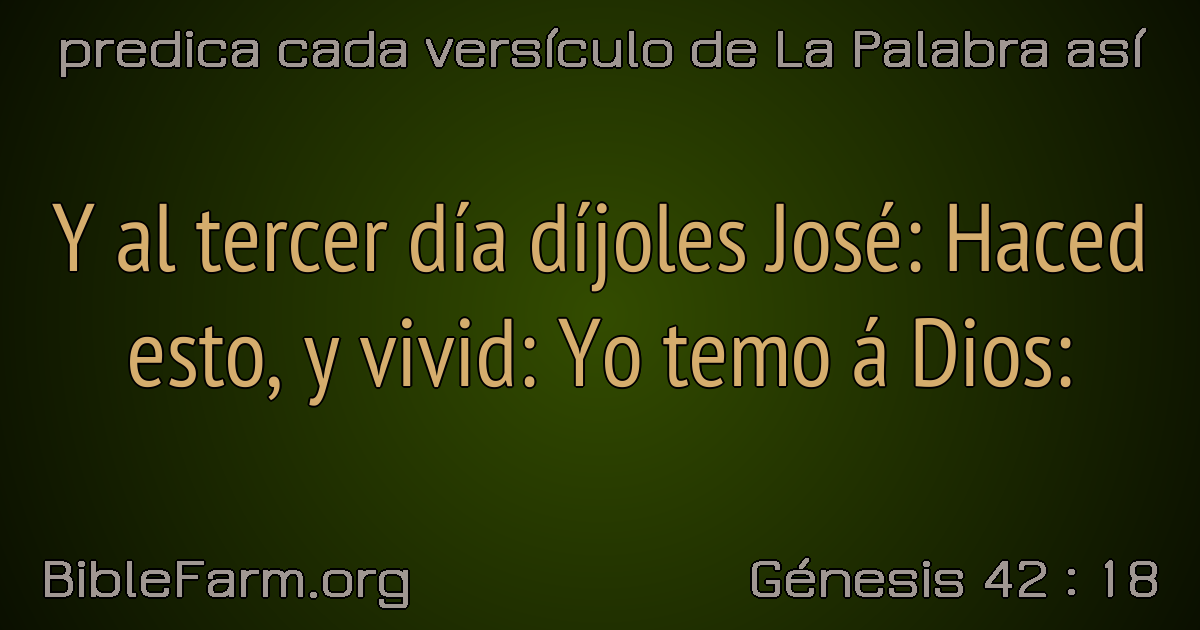 predica cada versículo de La Palabra así
Y al tercer día díjoles José: Haced
esto, y vivid: Yo temo á Dios:
BibleFarm.org
Génesis 42 : 18